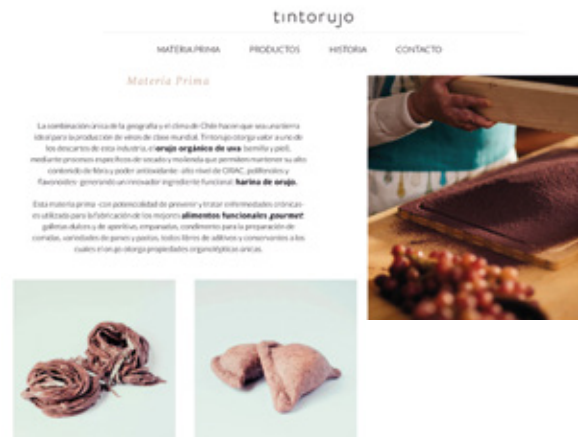 tintorujo
MATERIA PRIMA PRODUCTOS HISTORIA CONTACTO
Materia Prima
La combinación única de la geografía y el clima de Chile hacen que sea una tierra
ideal para la producción de vinos de clase mundial. Tintorujo otorga valor a uno de
los descartes de esta industria, el orujo orgánico de uva (semilla y piel),
mediante procesos específicos de secado y molienda que permiten mantener su alto
contenido de fibra y poder antioxidante -alto nivel de ORAC, polifenoles y
flavonoides- generando un innovador ingrediente funcional: harina de orujo.
Esta materia prima -con potencialidad de prevenir y tratar enfermedades crónicas-
es utilizada para la fabricación de los mejores alimentos funcionales gourmet:
galletas dulces y de aperitivo, empanadas, condimento para la preparación de
comidas, variedades de panes y pastas, todos libres de aditivos y conservantes a los
cuales el orujo otorga propiedades organolépticas únicas.